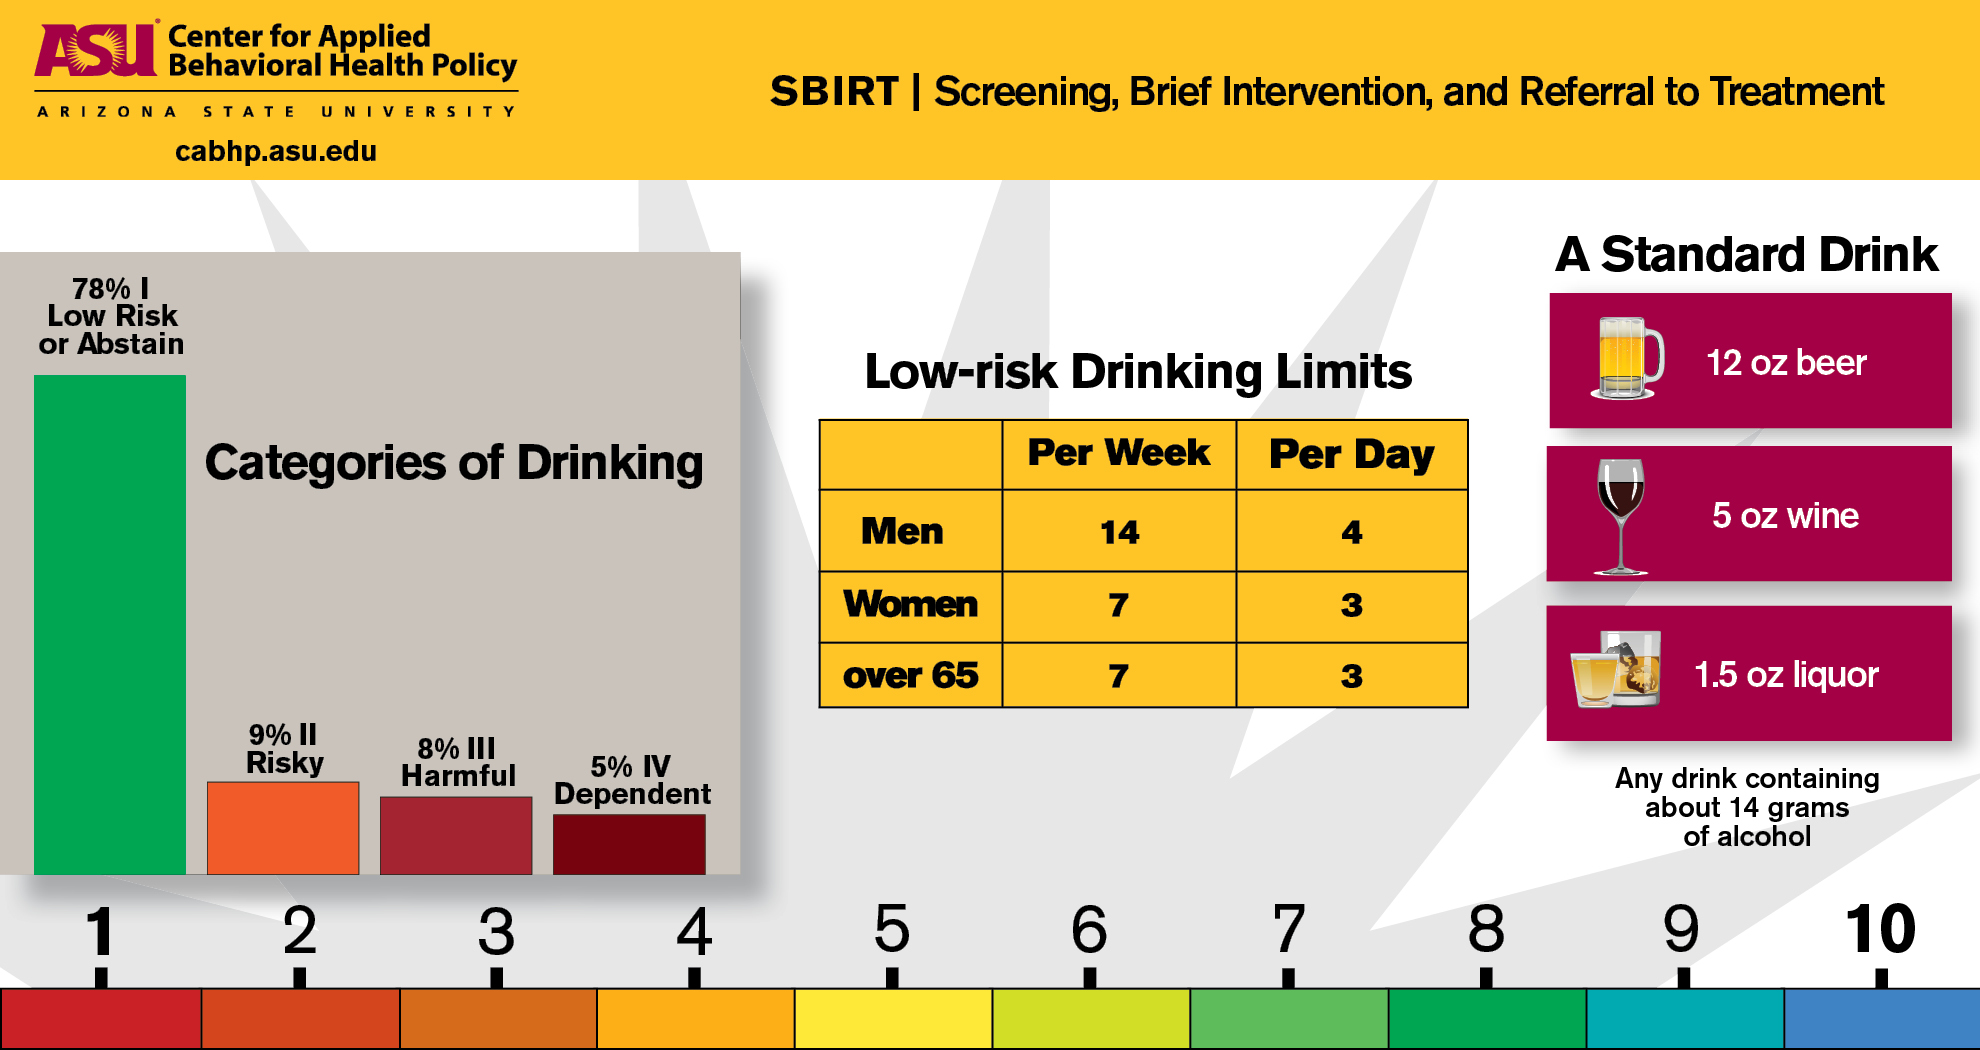 ASU® Center for Applied
Behavioral Health Policy
ARIZONA STATE UNIVERSITY
cabhp.asu.edu
SBIRT | Screening, Brief Intervention, and Referral to Treatment
78% I
Low Risk
or Abstain
Categories of Drinking
9% II
Risky
8% III
Harmful
5% IV
Dependent
Low-risk Drinking Limits
Per Week Per Day
Men 14 4
Women 7 3
over 65 7 3
A Standard Drink
12 oz beer
5 oz wine
1.5 oz liquor
Any drink containing
about 14 grams
of alcohol
1 2 3 4 5 6 7 8 9 10